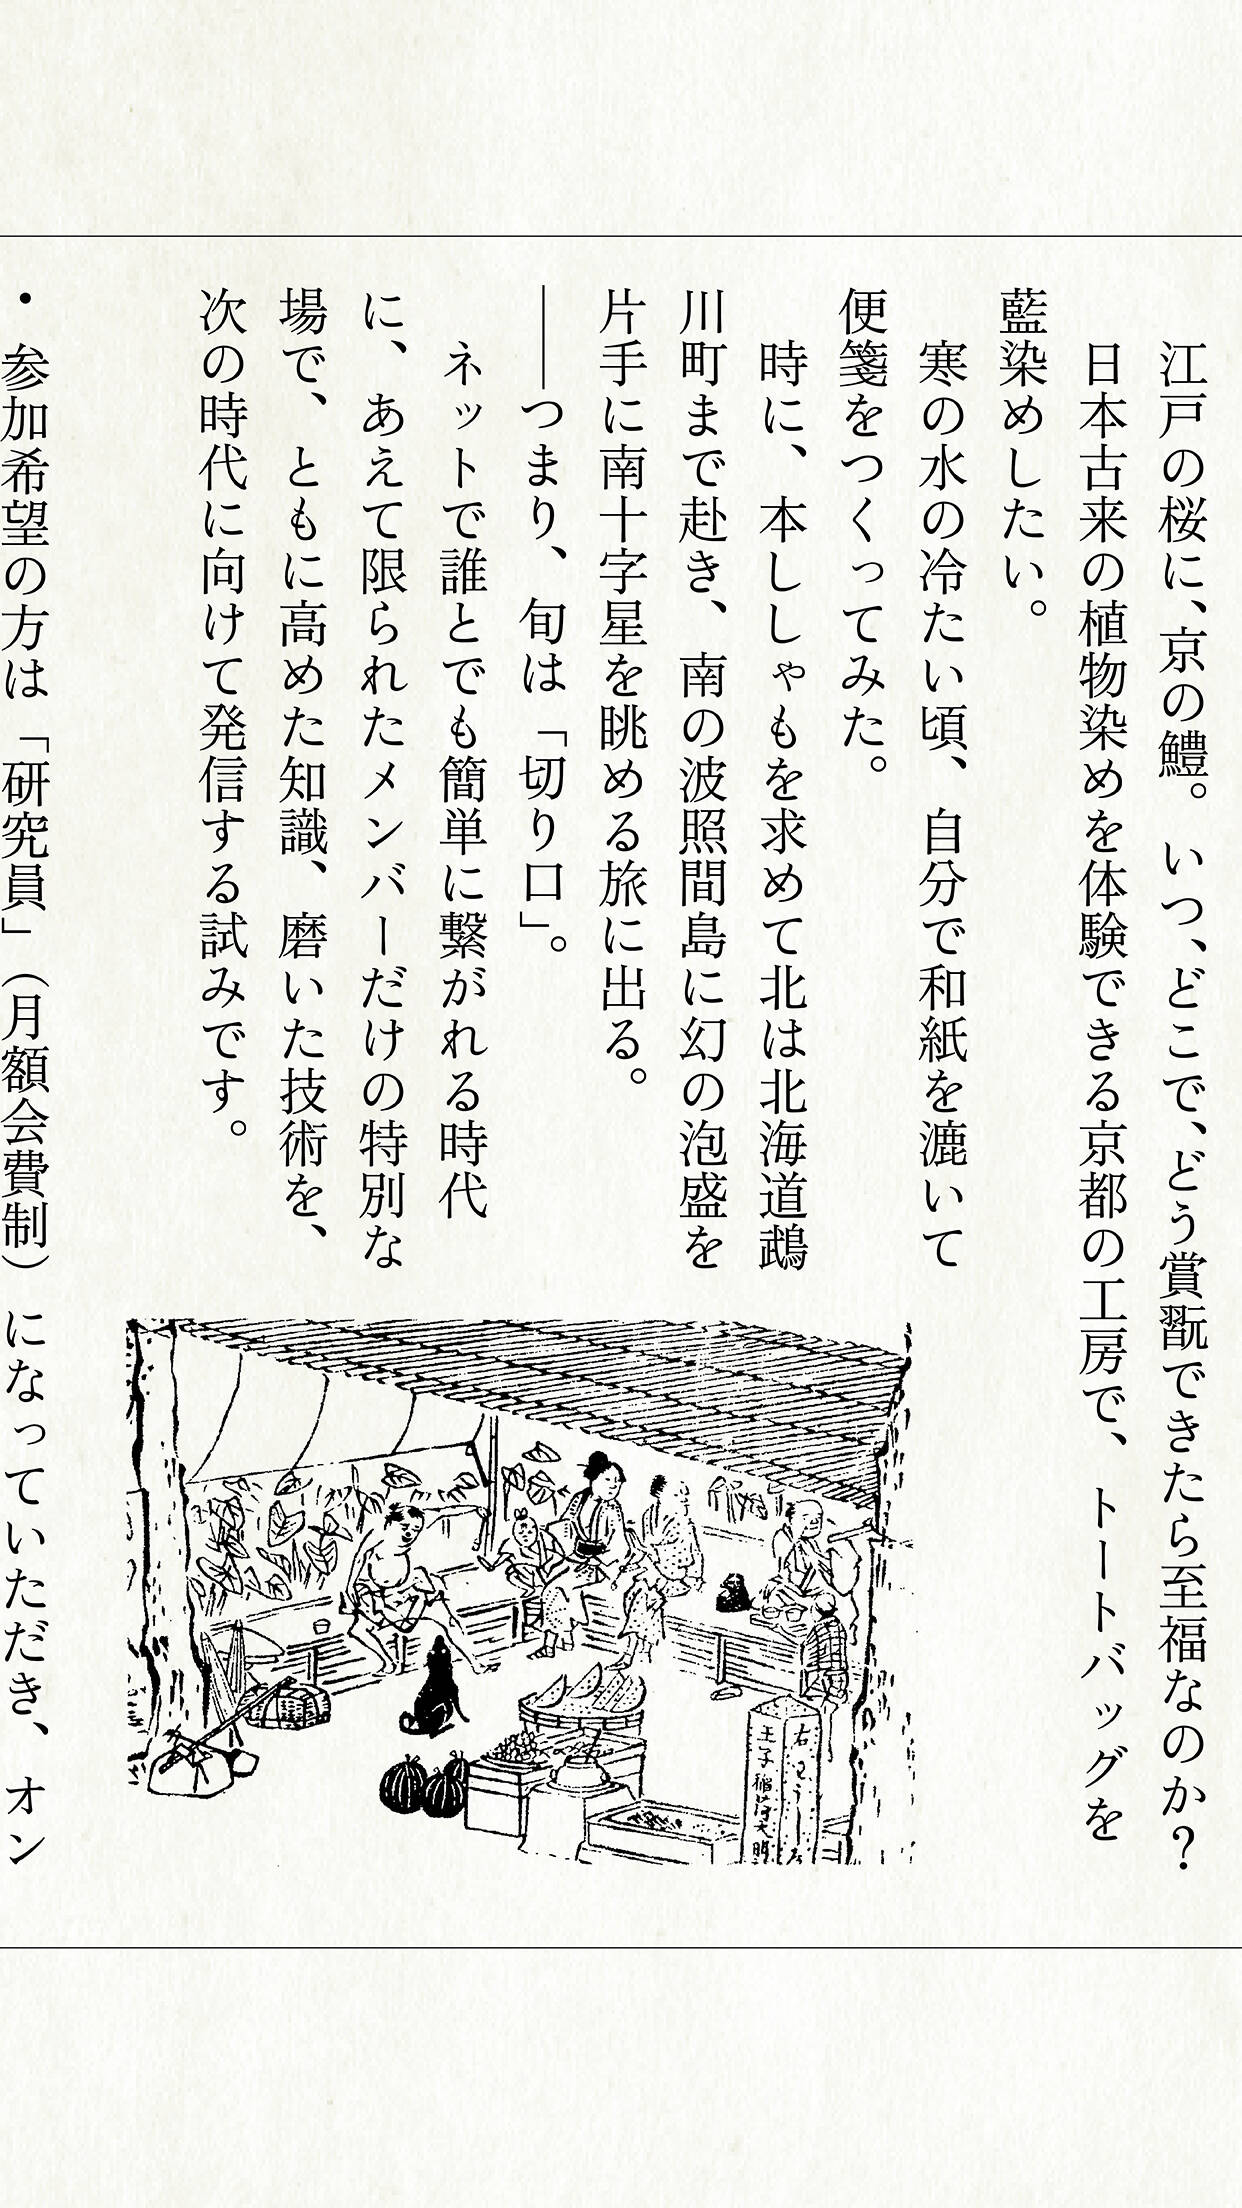 江戸の桜に、京の鱧。いつ、どこで、どう賞翫できたら至福なのか？
日本古来の植物染めを体験できる京都の工房で、トートバッグを
藍染めしたい。
寒の水の冷たい頃、自分で和紙を漉いて
便箋をつくってみた。
時に、本ししゃもを求めて北は北海道鵡
川町まで赴き、南の波照間島に幻の泡盛を
片手に南十字星を眺める旅に出る。
――つまり、旬は「切り口」。
ネットで誰とでも簡単に繋がれる時代
に、あえて限られたメンバーだけの特別な
場で、ともに高めた知識、磨いた技術を、
次の時代に向けて発信する試みです。
・参加希望の方は「研究員」（月額会費制）になっていただき、オン
右
王子稲荷大明